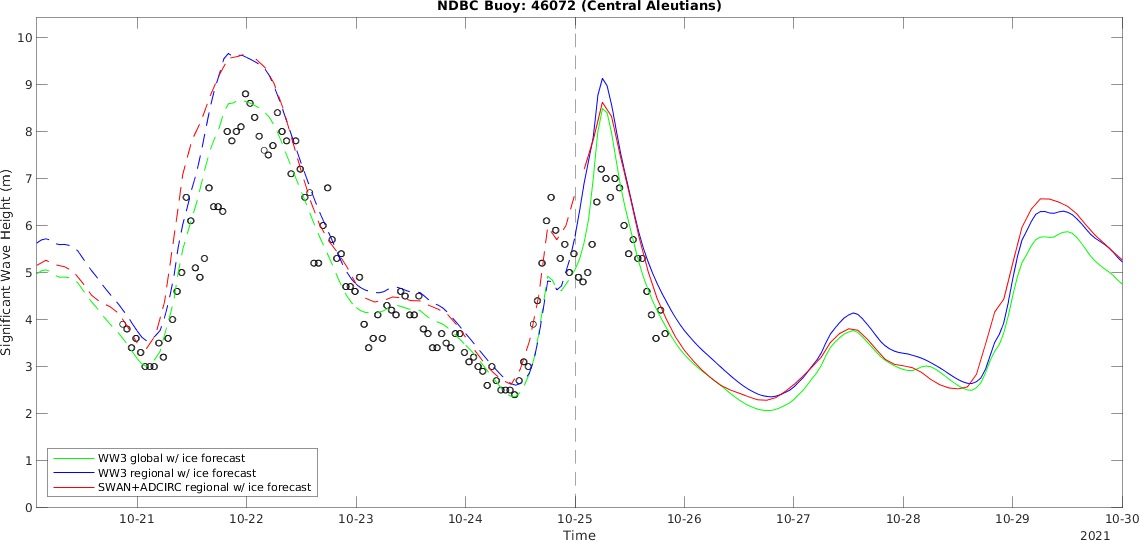 NDBC Buoy: 46072 (Central Aleutians)
Significant Wave Height (m)
10
9
8
7
6
5
4
3
2
1
0
WW3 global w/ ice forecast
WW3 regional w/ ice forecast
SWAN+ADCIRC regional w/ ice forecast
10-21 10-22 10-23 10-24 10-25 10-26 10-27 10-28 10-29 10-30
Time
2021